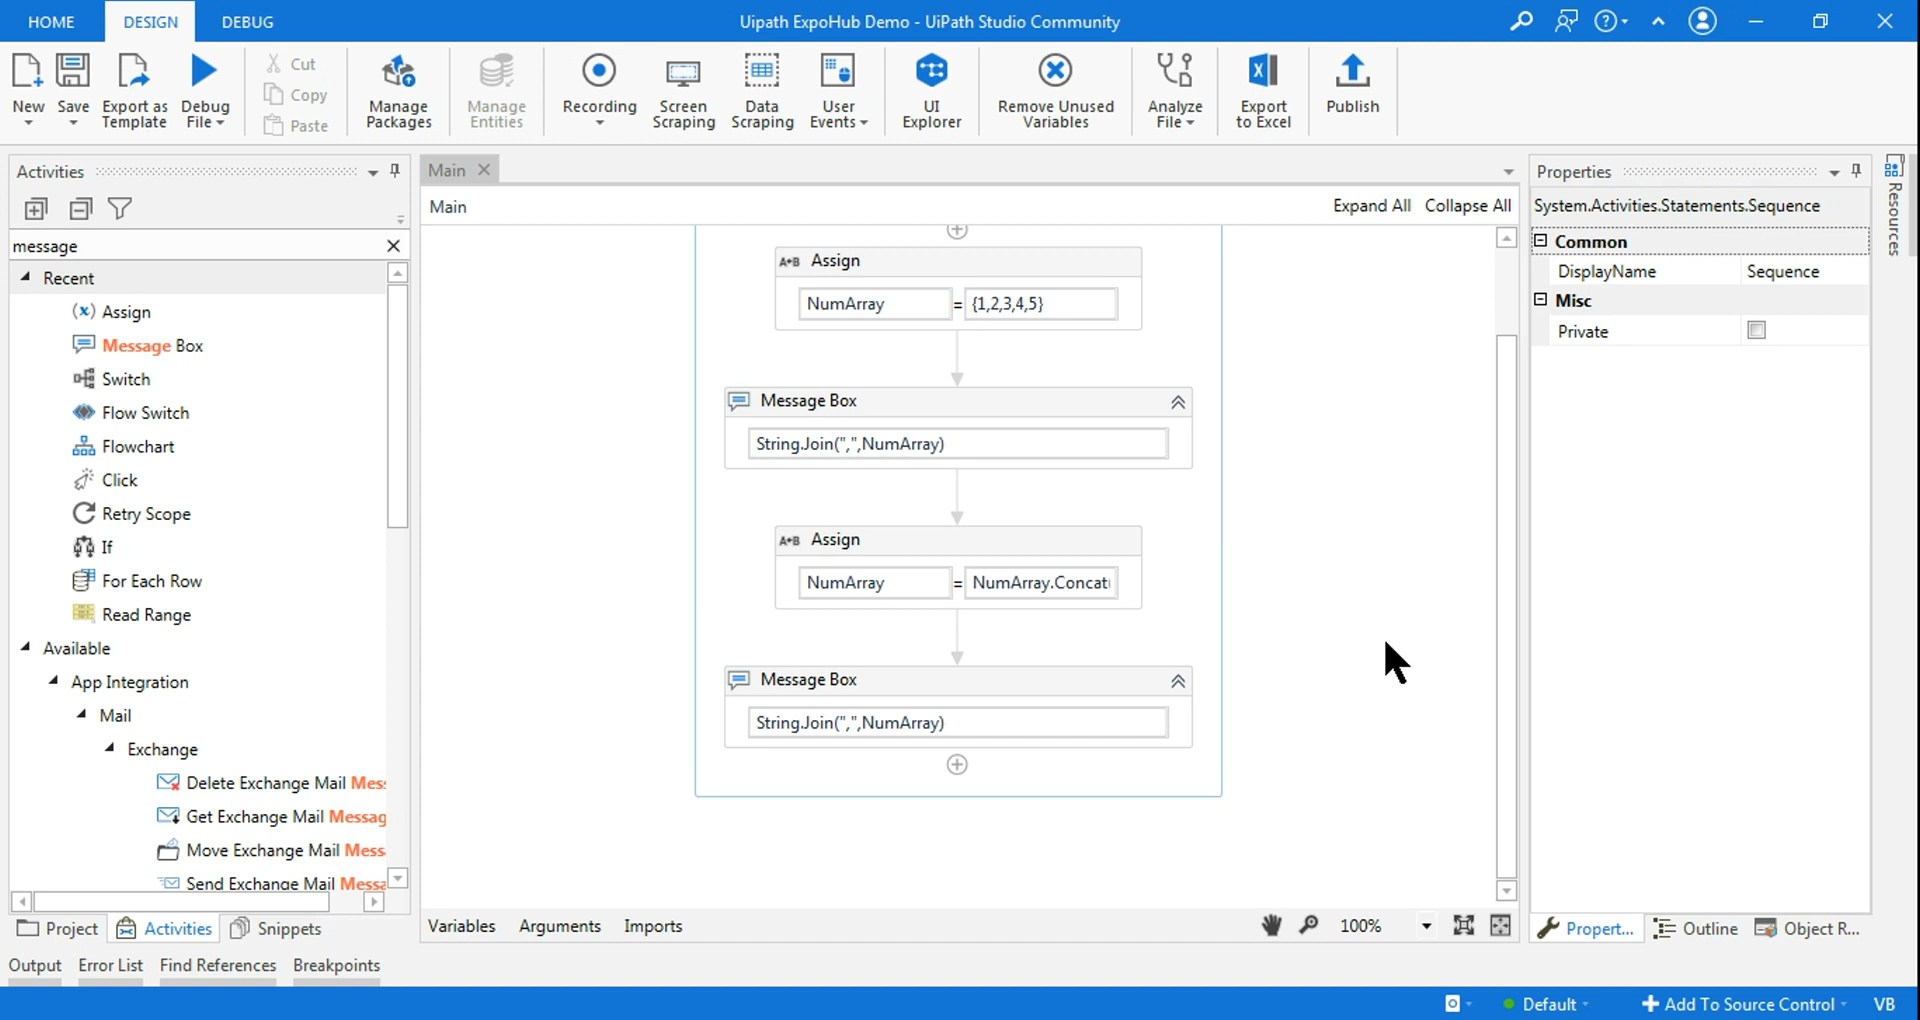 HOME DESIGN DEBUG Uipath ExpoHub Demo - UiPath Studio Community
New Save Export as Template Debug File Cut Copy Paste Manage Packages Manage Entities Recording Screen Scraping Data Scraping User Events UI Explorer Remove Unused Variables Analyze File Export to Excel Publish
Activities
message
Recent
(x) Assign
Message Box
Switch
Flow Switch
Flowchart
Click
Retry Scope
If
For Each Row
Read Range
Available
App Integration
Mail
Exchange
Delete Exchange Mail Mes
Get Exchange Mail Messag
Move Exchange Mail Mess
Send Exchange Mail Messa
Project Activities Snippets
Main
Main Expand All Collapse All
A+B Assign
NumArray = {1,2,3,4,5}
Message Box
String.Join(",",NumArray)
A+B Assign
NumArray = NumArray.Concat(
Message Box
String.Join(",",NumArray)
Variables Arguments Imports 100%
Properties
System.Activities.Statements.Sequence
Common
DisplayName Sequence
Misc
Private
Propert... Outline Object R...
Resources
Output Error List Find References Breakpoints
Default Add To Source Control VB